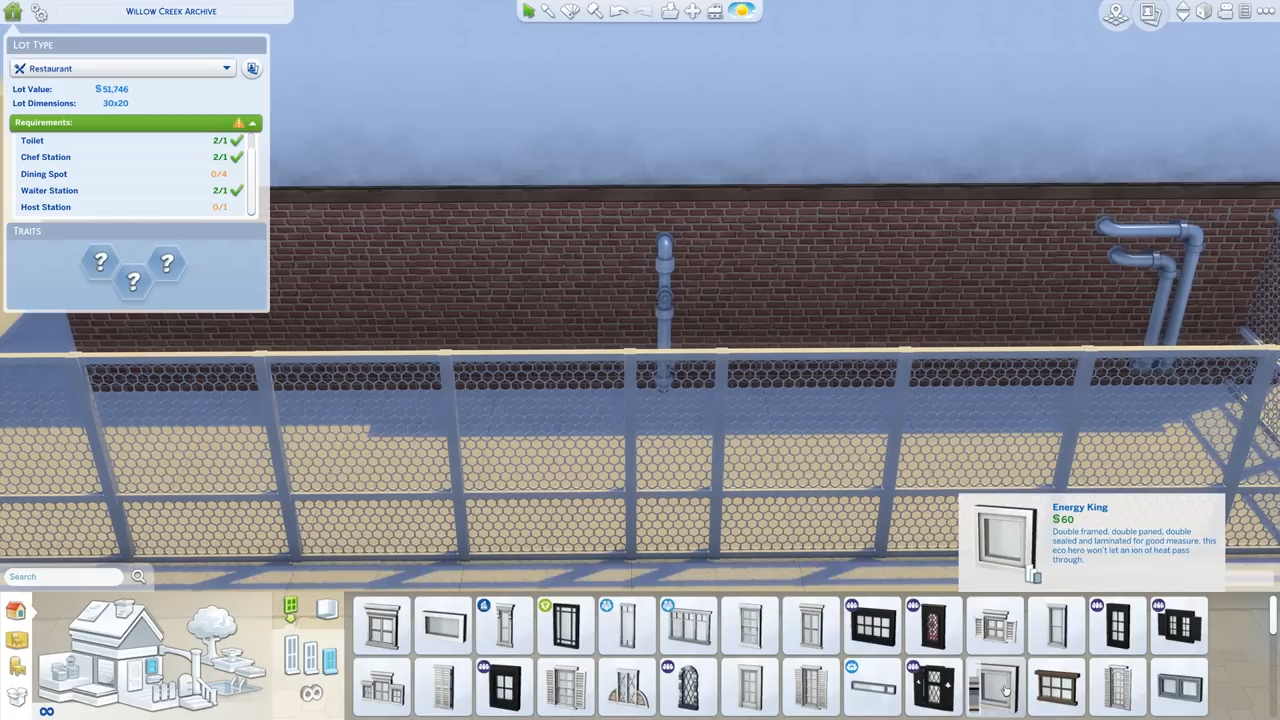 WILLOW CREEK ARCHIVE
LOT TYPE
Restaurant
Lot Value: §51,746
Lot Dimensions: 30x20
Requirements:
Toilet 2/1
Chef Station 2/1
Dining Spot 0/4
Waiter Station 2/1
Host Station 0/1
TRAITS
? ? ?
Energy King
§60
Double framed, double paned, double
sealed and laminated for good measure, this
eco hero won't let an ion of heat pass
through.
Search